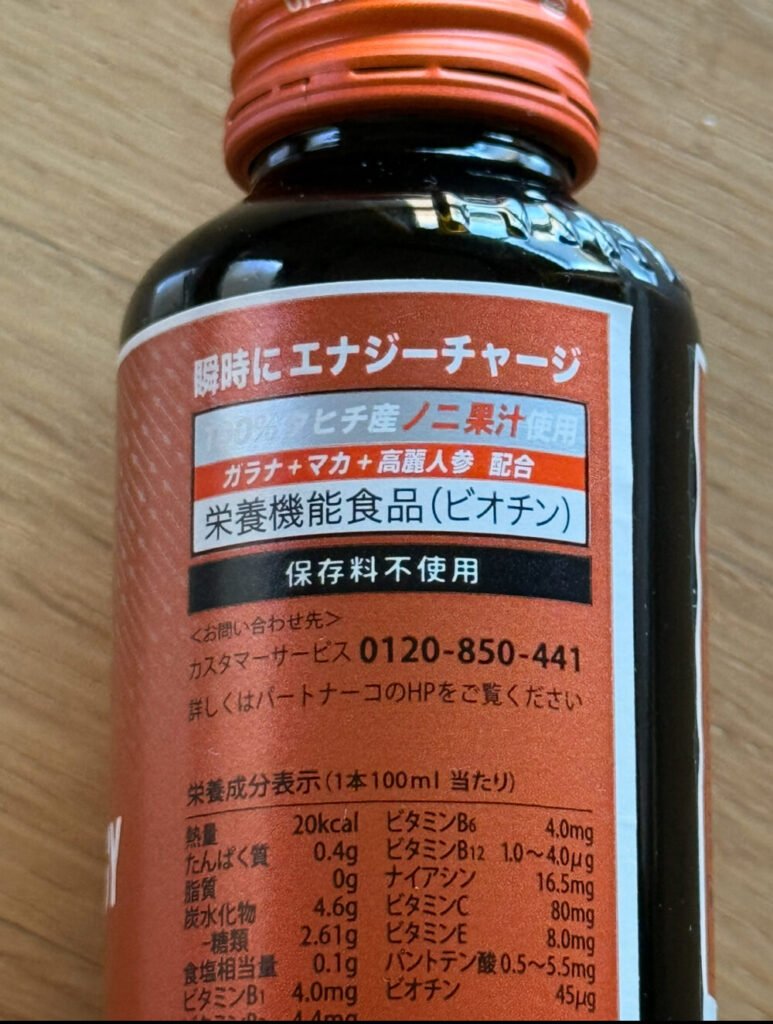 瞬時に エナジーチャージ
100%タヒチ産ノニ果汁使用
ガラナ+マカ+高麗人参 配合
栄養機能食品(ビオチン)
保存料不使用
<お問い合わせ先>
カスタマーサービス 0120-850-441
詳しくはパートナーコのHPをご覧ください
栄養成分表示(1本100ml 当たり)
熱量 20kcal ビタミンB6 4.0mg
たんぱく質 0.4g ビタミンB12 1.0〜4.0μg
脂質 0g ナイアシン 16.5mg
炭水化物 4.6g ビタミンC 80mg
-糖類 2.61g ビタミンE 8.0mg
食塩相当量 0.1g パントテン酸 0.5〜5.5mg
ビタミンB1 4.0mg ビオチン 45μg
4.4mg